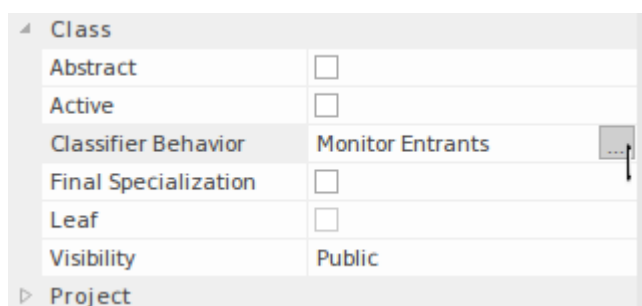 Class
Abstract
Active
Classifier Behavior Monitor Entrants ...
Final Specialization
Leaf
Visibility Public
Project